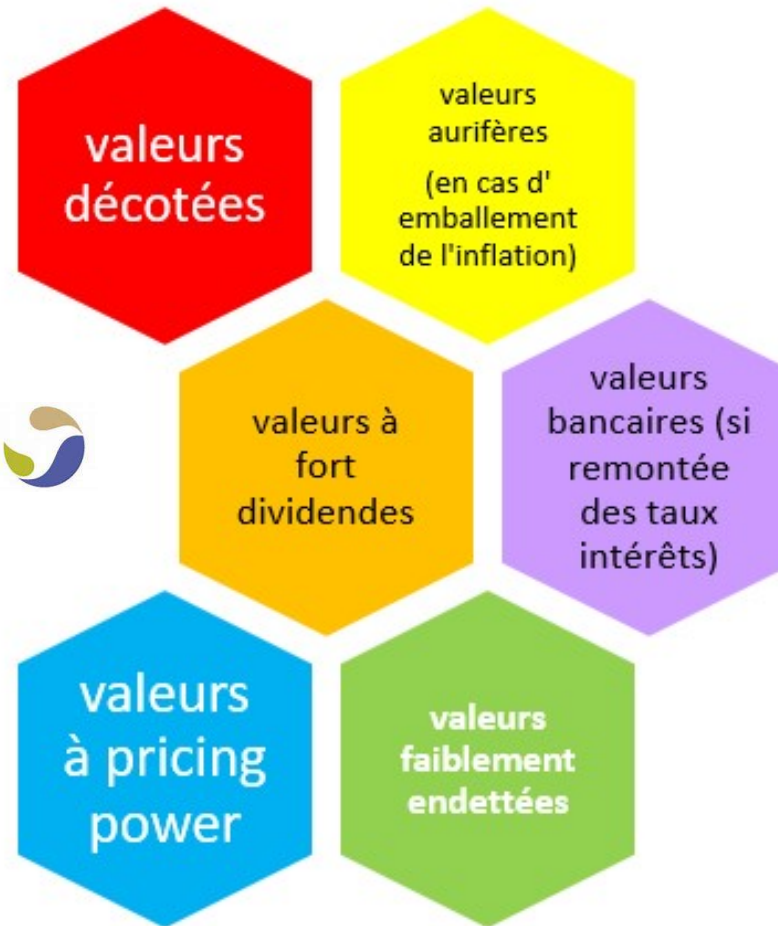 valeurs
décotées
valeurs
aurifères
(en cas d'
emballement
de l'inflation)
valeurs à
fort
dividendes
valeurs
bancaires (si
remontée
des taux
intérêts)
valeurs
à pricing
power
valeurs
faiblement
endettées